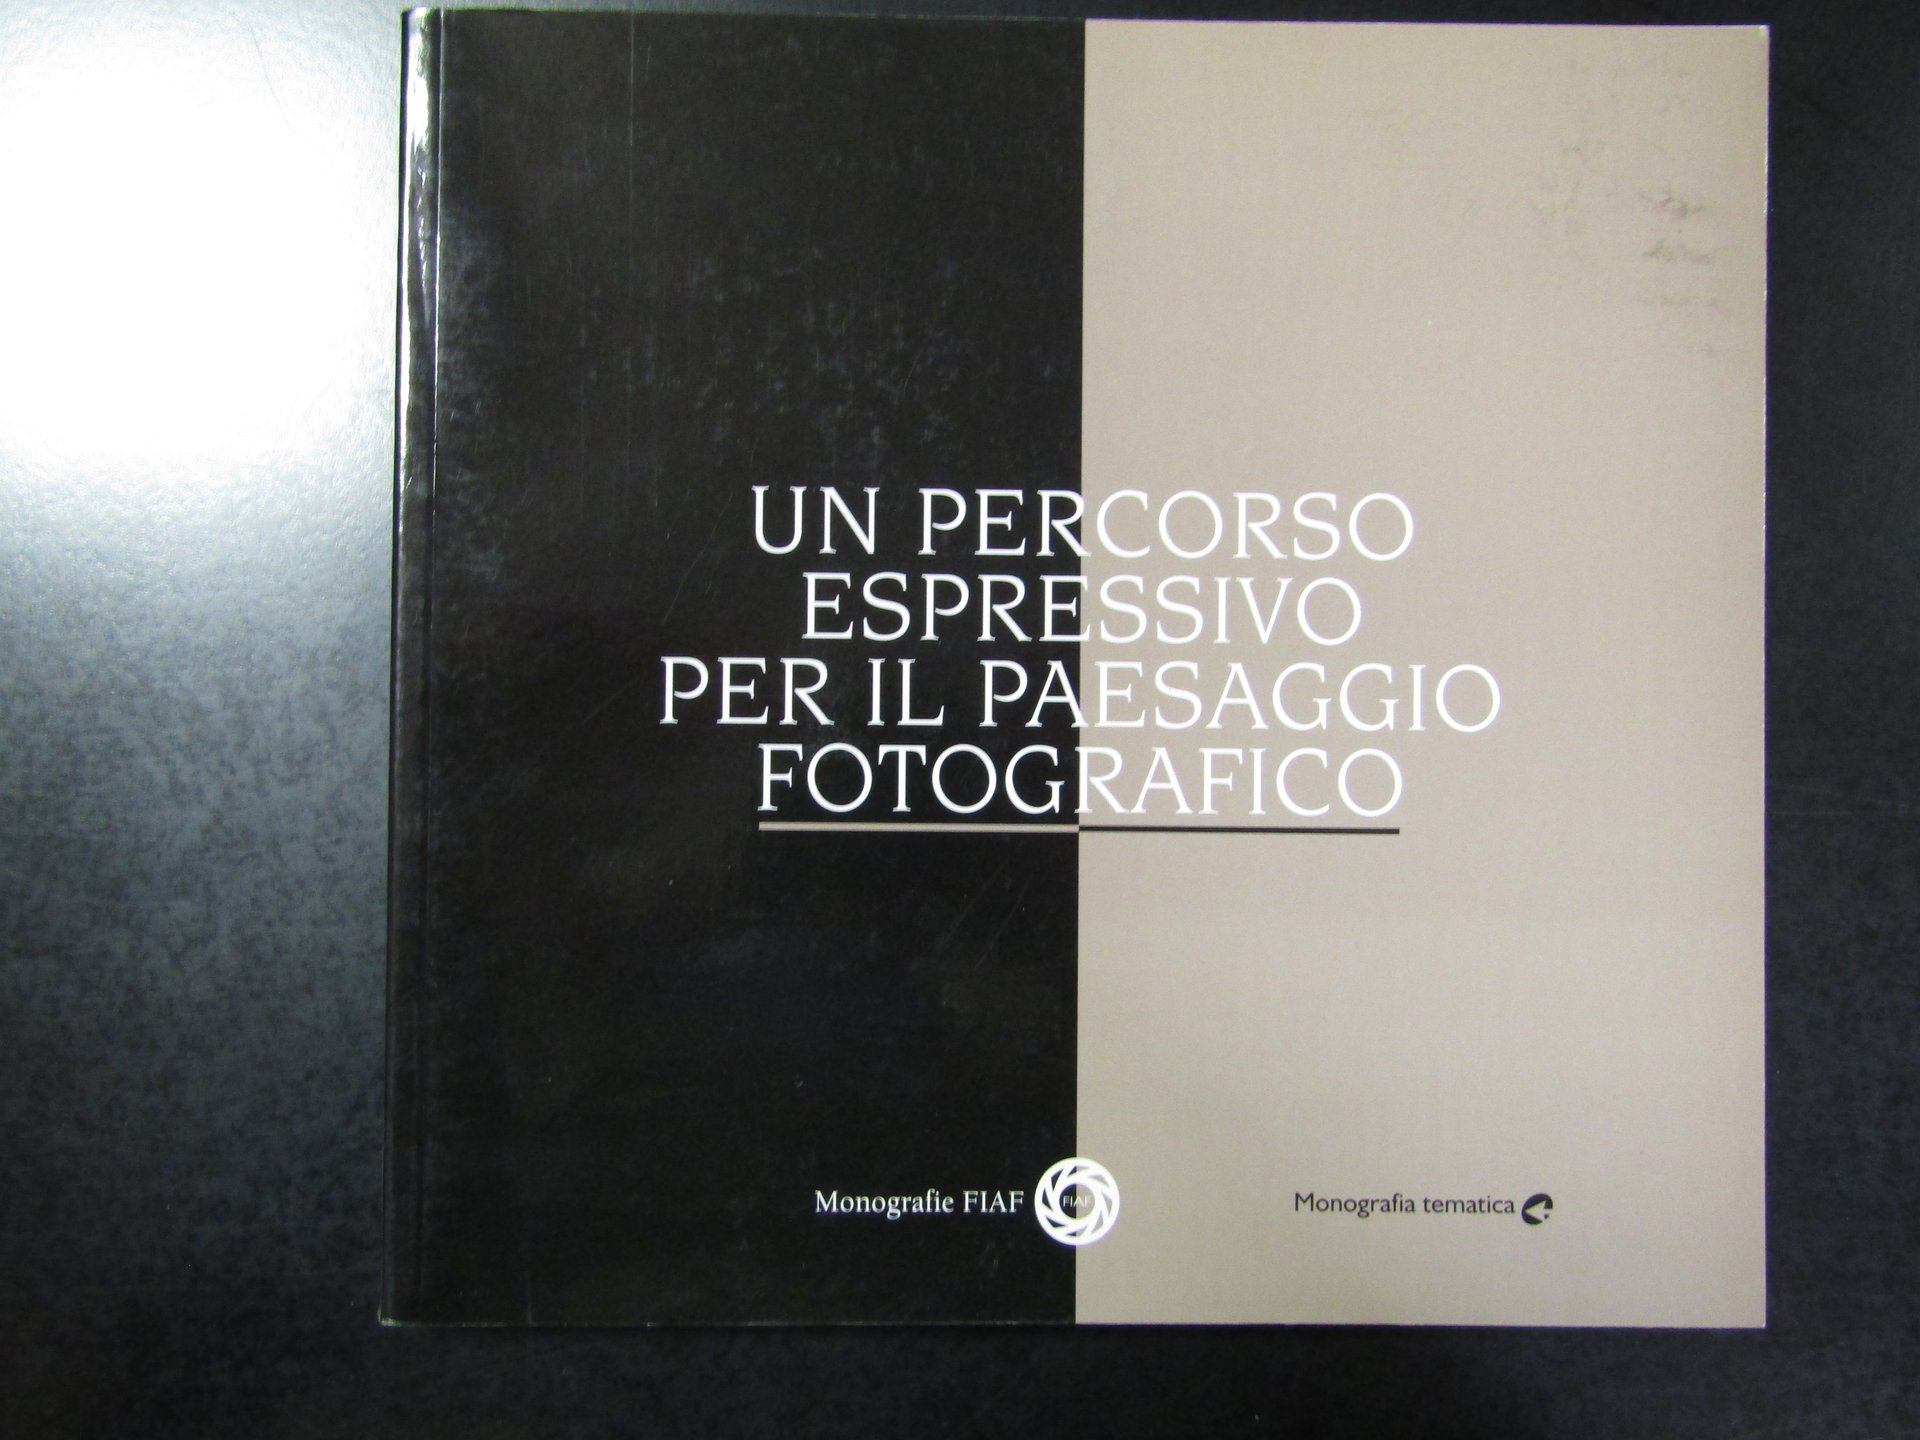 UN PERCORSO
ESPRESSIVO
PER IL PAESAGGIO
FOTOGRAFICO
Monografie FIAF
FIAF
Monografia tematica